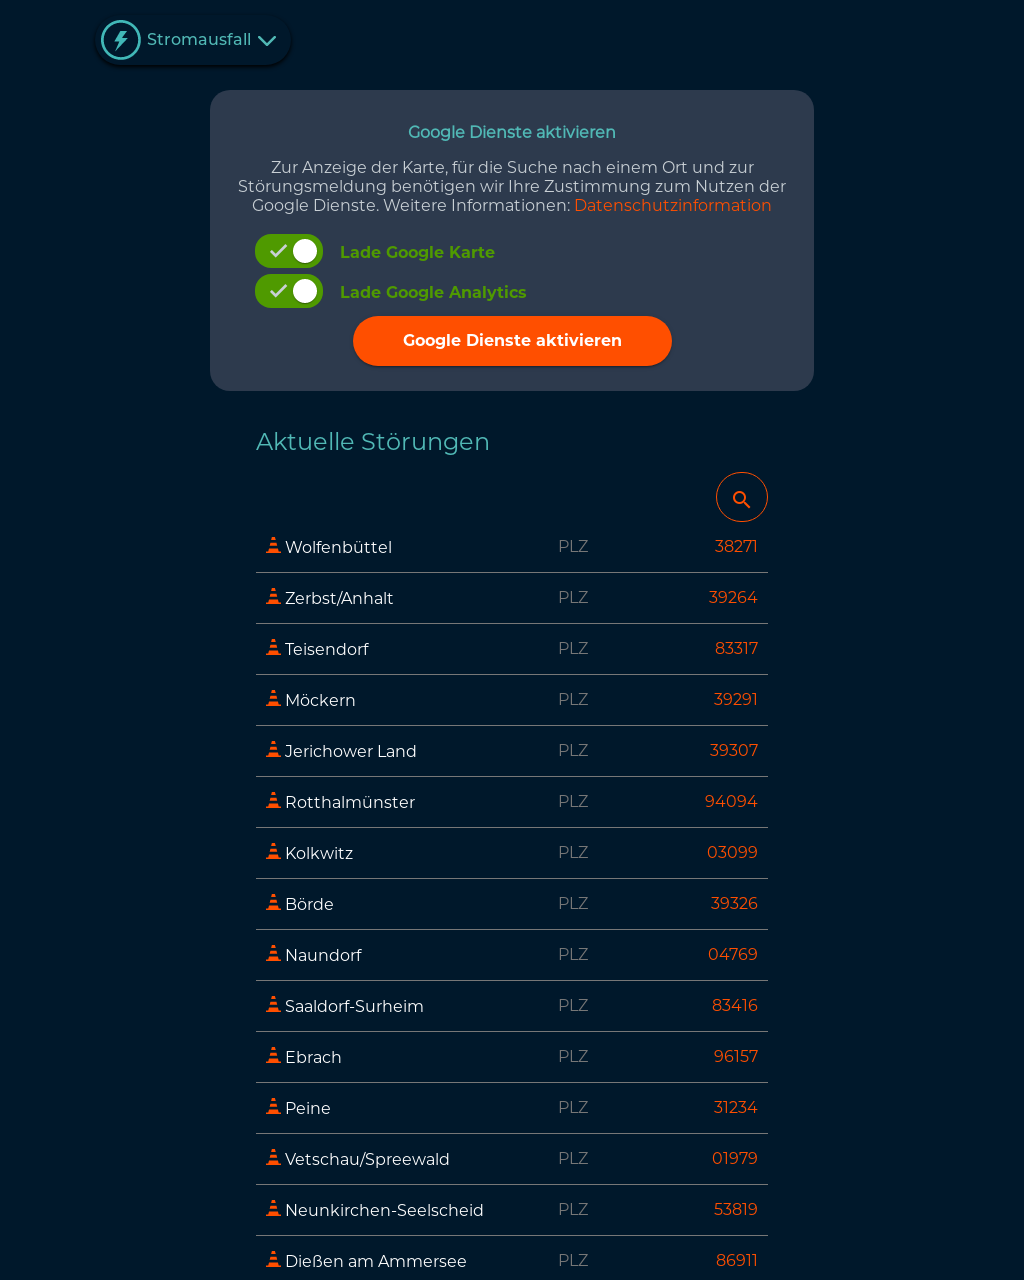 Stromausfall
Google Dienste aktivieren
Zur Anzeige der Karte, für die Suche nach einem Ort und zur
Störungsmeldung benötigen wir Ihre Zustimmung zum Nutzen der
Google Dienste. Weitere Informationen: Datenschutzinformation
Lade Google Karte
Lade Google Analytics
Google Dienste aktivieren
Aktuelle Störungen
Wolfenbüttel PLZ 38271
Zerbst/Anhalt PLZ 39264
Teisendorf PLZ 83317
Möckern PLZ 39291
Jerichower Land PLZ 39307
Rotthalmünster PLZ 94094
Kolkwitz PLZ 03099
Börde PLZ 39326
Naundorf PLZ 04769
Saaldorf-Surheim PLZ 83416
Ebrach PLZ 96157
Peine PLZ 31234
Vetschau/Spreewald PLZ 01979
Neunkirchen-Seelscheid PLZ 53819
Dießen am Ammersee PLZ 86911